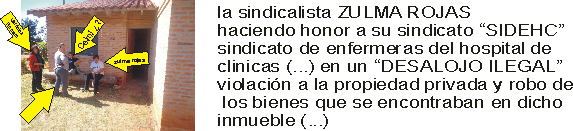 la sindicalista ZULMA ROJAS
haciendo honor a su sindicato “SIDEHC”
sindicato de enfermeras del hospital de
clinicas (...) en un “DESALOJO ILEGAL”
violación a la propiedad privada y robo de
los bienes que se encontraban en dicho
inmueble (...)
zulma rojas